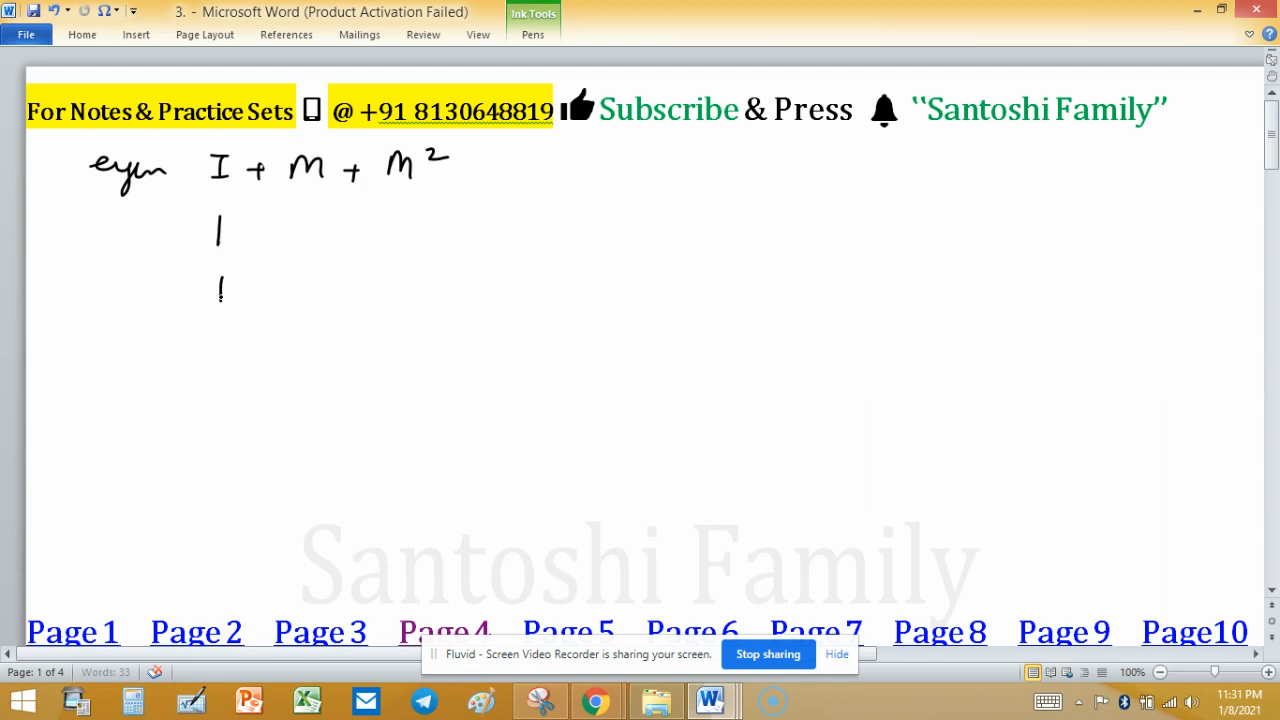 3. - Microsoft Word (Product Activation Failed)
Ink Tools
File Home Insert Page Layout References Mailings Review View Pens
For Notes & Practice Sets @ +91 8130648819 Subscribe & Press “Santoshi Family”
I + M + M²
1
1
Santoshi Family
Page 1 Page 2 Page 3 Page 4 Page 5 Page 6 Page 7 Page 8 Page 9 Page10
Fluvid - Screen Video Recorder is sharing your screen. Stop sharing Hide
Page: 1 of 4 Words: 33 100%
11:31 PM
1/8/2021